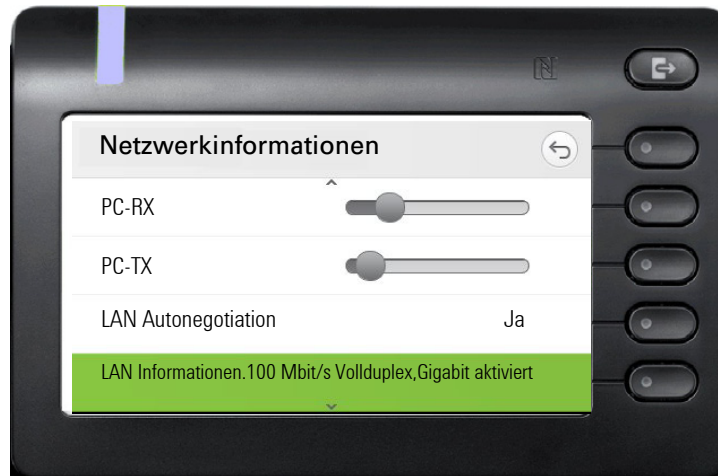 Netzwerkinformationen
PC-RX
PC-TX
LAN Autonegotiation Ja
LAN Informationen.100 Mbit/s Vollduplex,Gigabit aktiviert